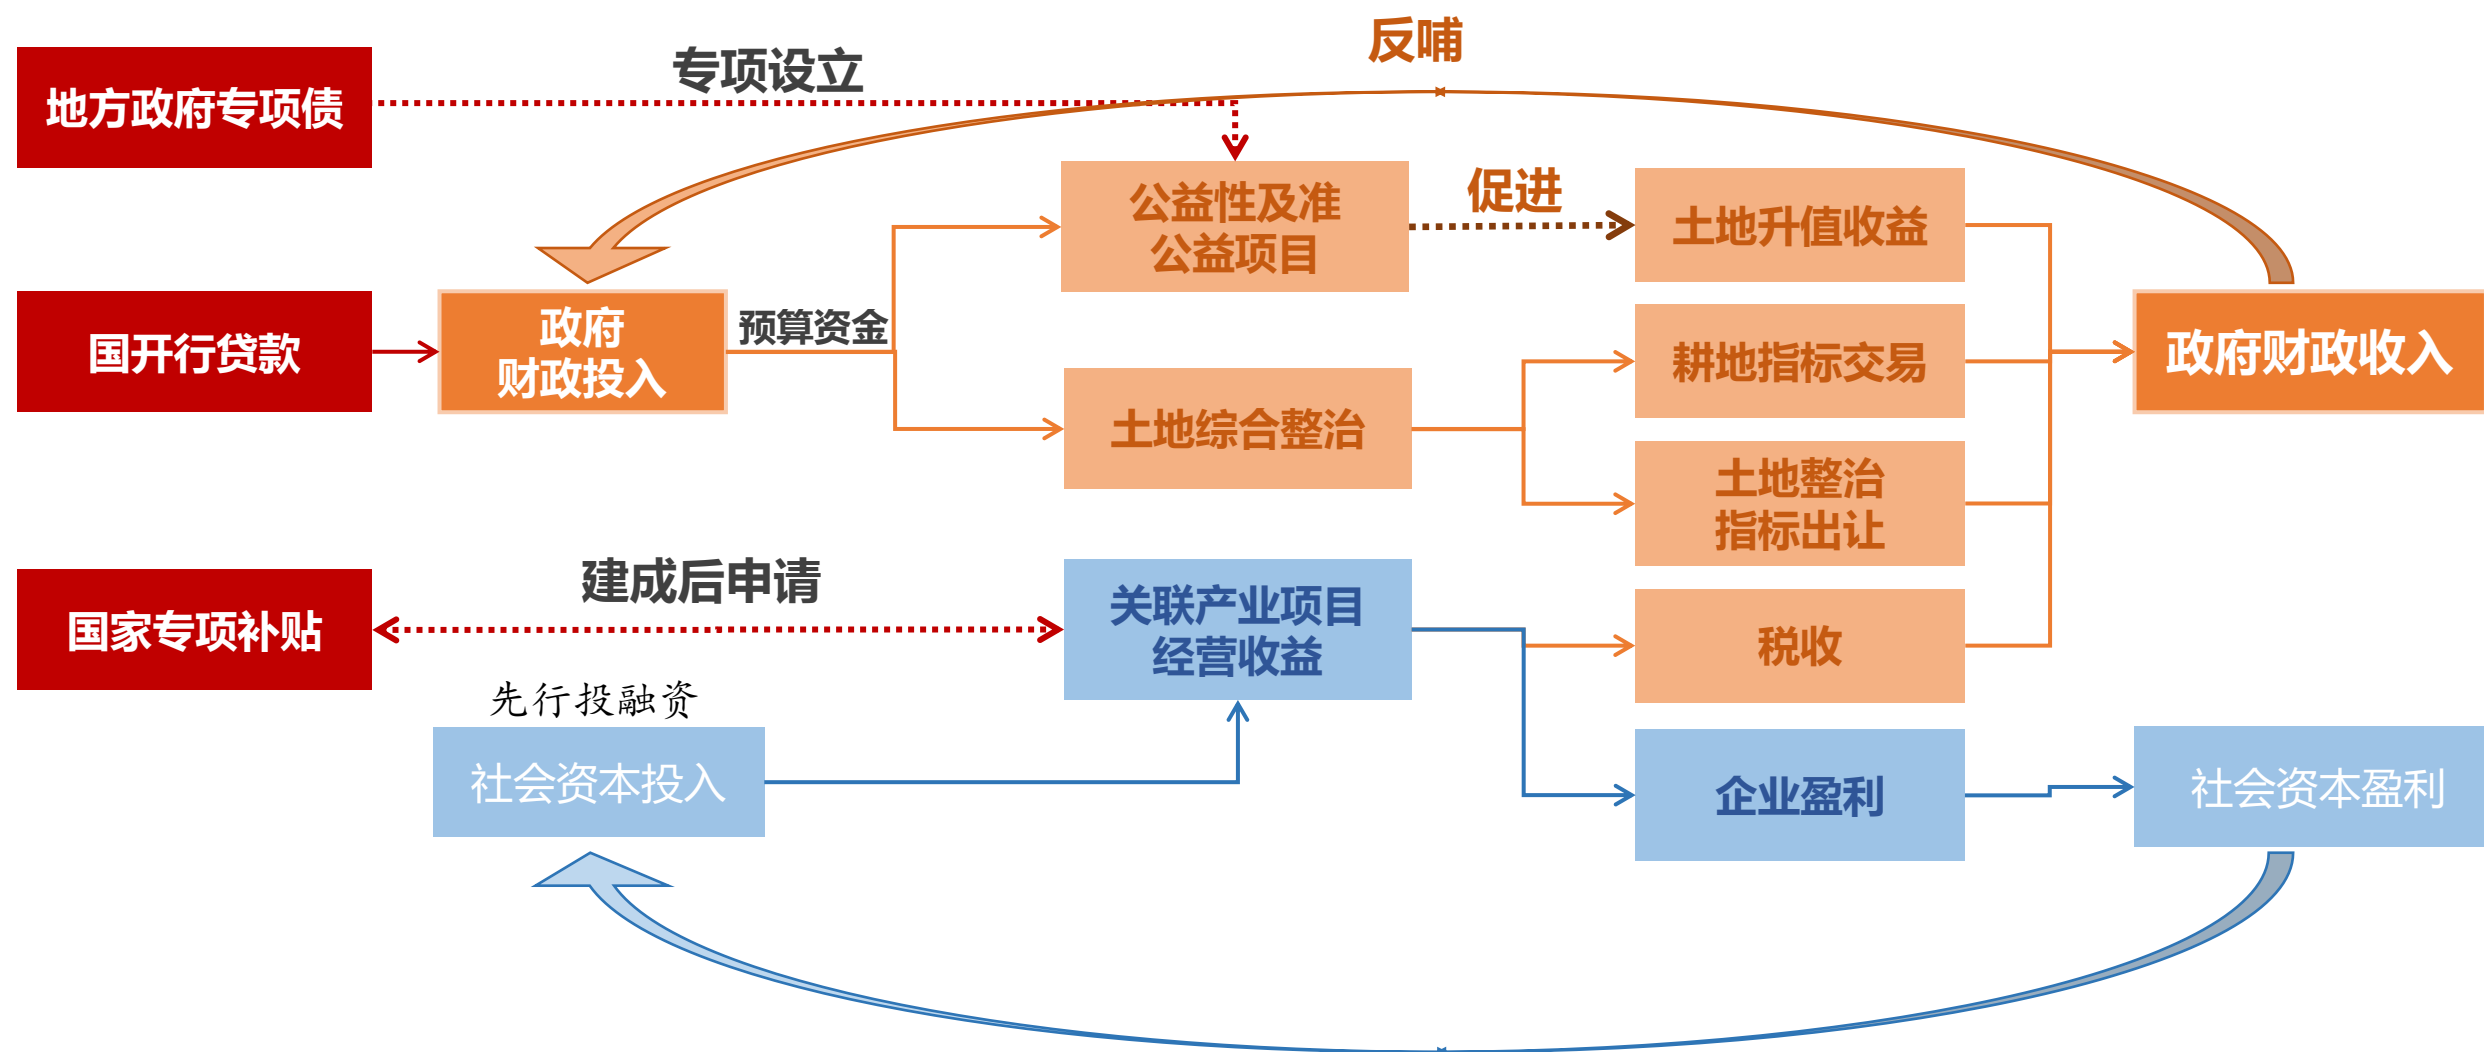 反哺
专项设立
地方政府专项债
公益性及准
公益项目
促进
土地升值收益
国开行贷款
政府
财政投入
预算资金
耕地指标交易
政府财政收入
土地综合整治
土地整治
指标出让
建成后申请
国家专项补贴
关联产业项目
经营收益
税收
先行投融资
社会资本投入
企业盈利
社会资本盈利